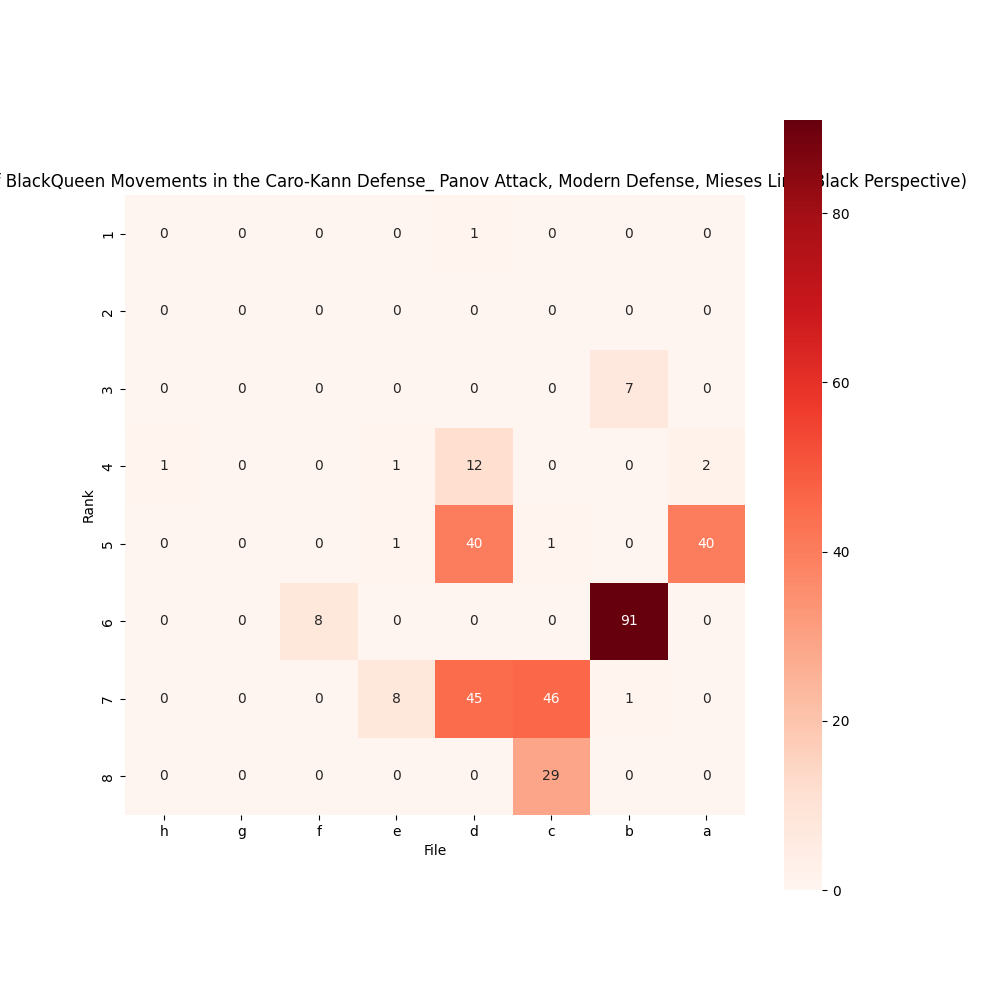 f BlackQueen Movements in the Caro-Kann Defense_ Panov Attack, Modern Defense, Mieses Line (Black Perspective)
1 0 0 0 0 1 0 0 0
2 0 0 0 0 0 0 0 0
3 0 0 0 0 0 0 7 0
4 1 0 0 1 12 0 0 2
5 0 0 0 1 40 1 0 40
6 0 0 8 0 0 0 91 0
7 0 0 0 8 45 46 1 0
8 0 0 0 0 0 29 0 0
h g f e d c b a
File
Rank
80
60
40
20
0